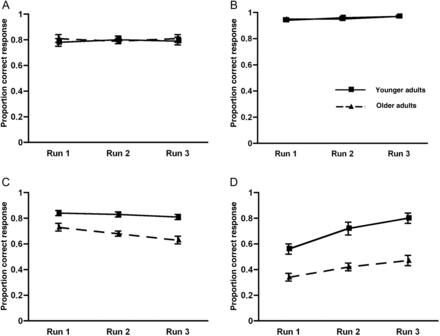 A
Proportion correct response
1
0.8
0.6
0.4
0.2
0
Run 1 Run 2 Run 3
B
Proportion correct response
1
0.8
0.6
0.4
0.2
0
Younger adults
Older adults
Run 1 Run 2 Run 3
C
Proportion correct response
1
0.8
0.6
0.4
0.2
0
Run 1 Run 2 Run 3
D
Proportion correct response
1
0.8
0.6
0.4
0.2
0
Run 1 Run 2 Run 3